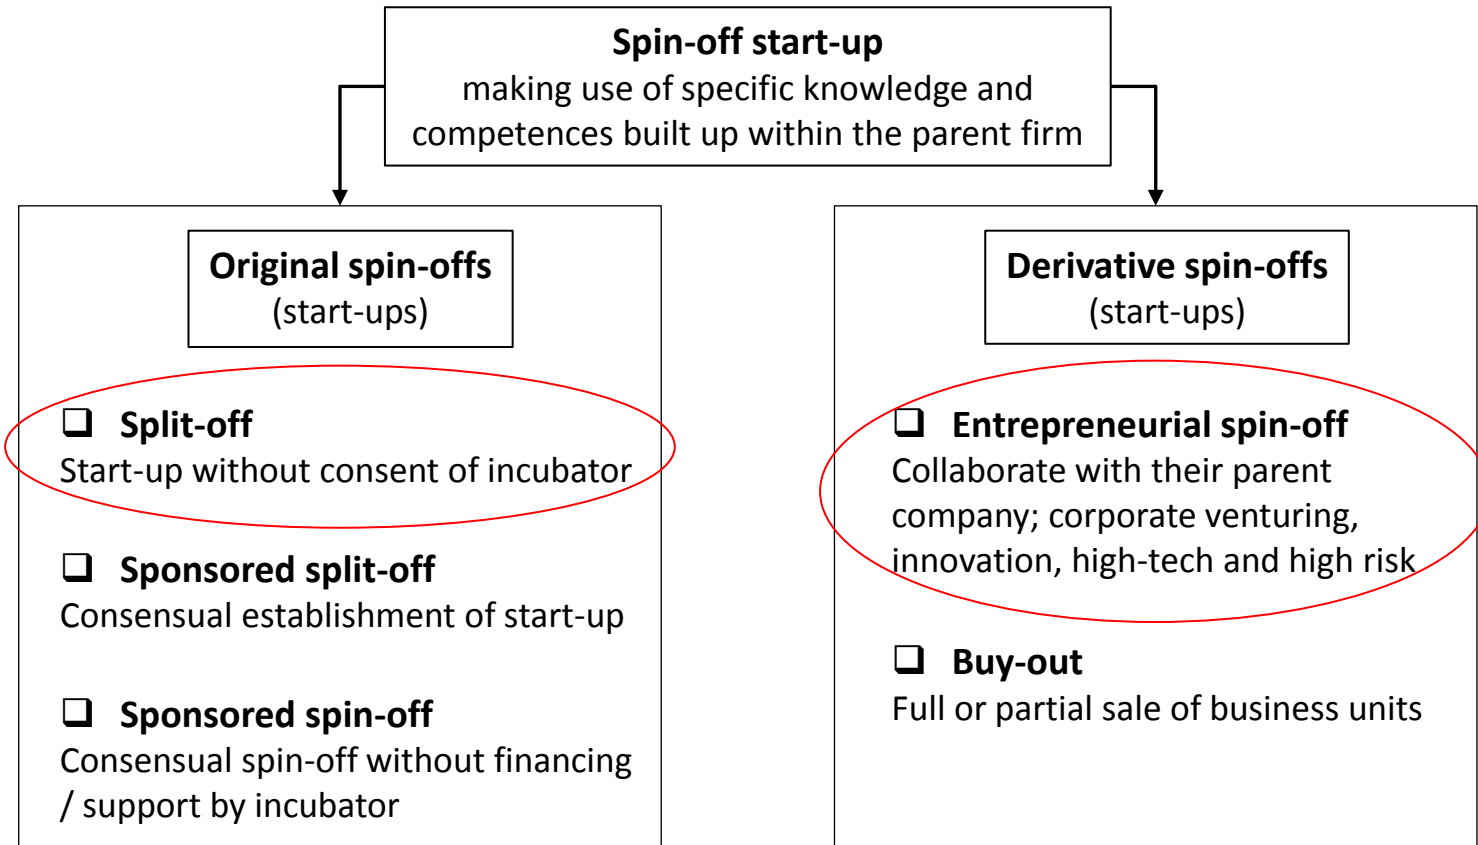 Spin-off start-up
making use of specific knowledge and
competences built up within the parent firm
Original spin-offs
(start-ups)
❑ Split-off
Start-up without consent of incubator
❑ Sponsored split-off
Consensual establishment of start-up
❑ Sponsored spin-off
Consensual spin-off without financing
/ support by incubator
Derivative spin-offs
(start-ups)
❑ Entrepreneurial spin-off
Collaborate with their parent
company; corporate venturing,
innovation, high-tech and high risk
❑ Buy-out
Full or partial sale of business units